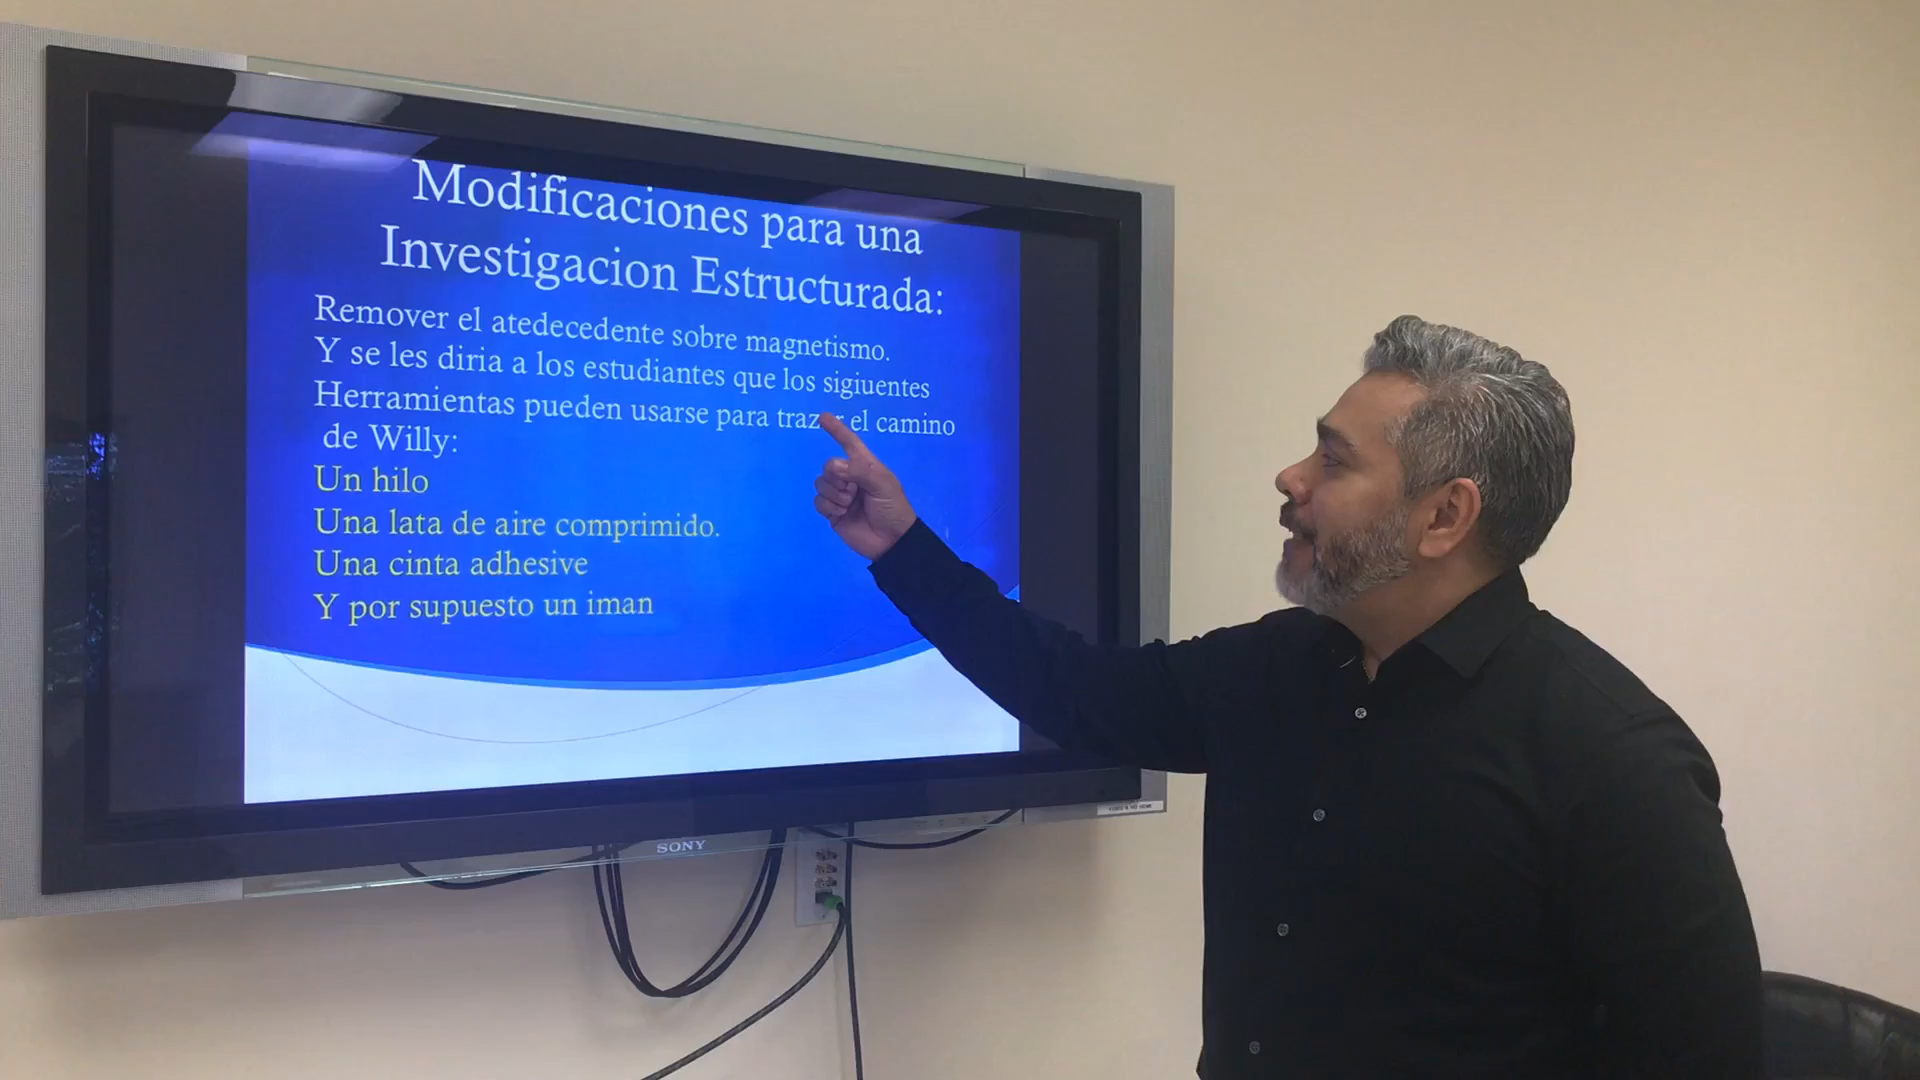 Modificaciones para una
Investigacion Estructurada:
Remover el atedecedente sobre magnetismo.
Y se les diria a los estudiantes que los sigiuentes
Herramientas pueden usarse para el camino
de Willy:
Un hilo
Una lata de aire comprimido.
Una cinta adhesive
Y por supuesto un iman
SONY